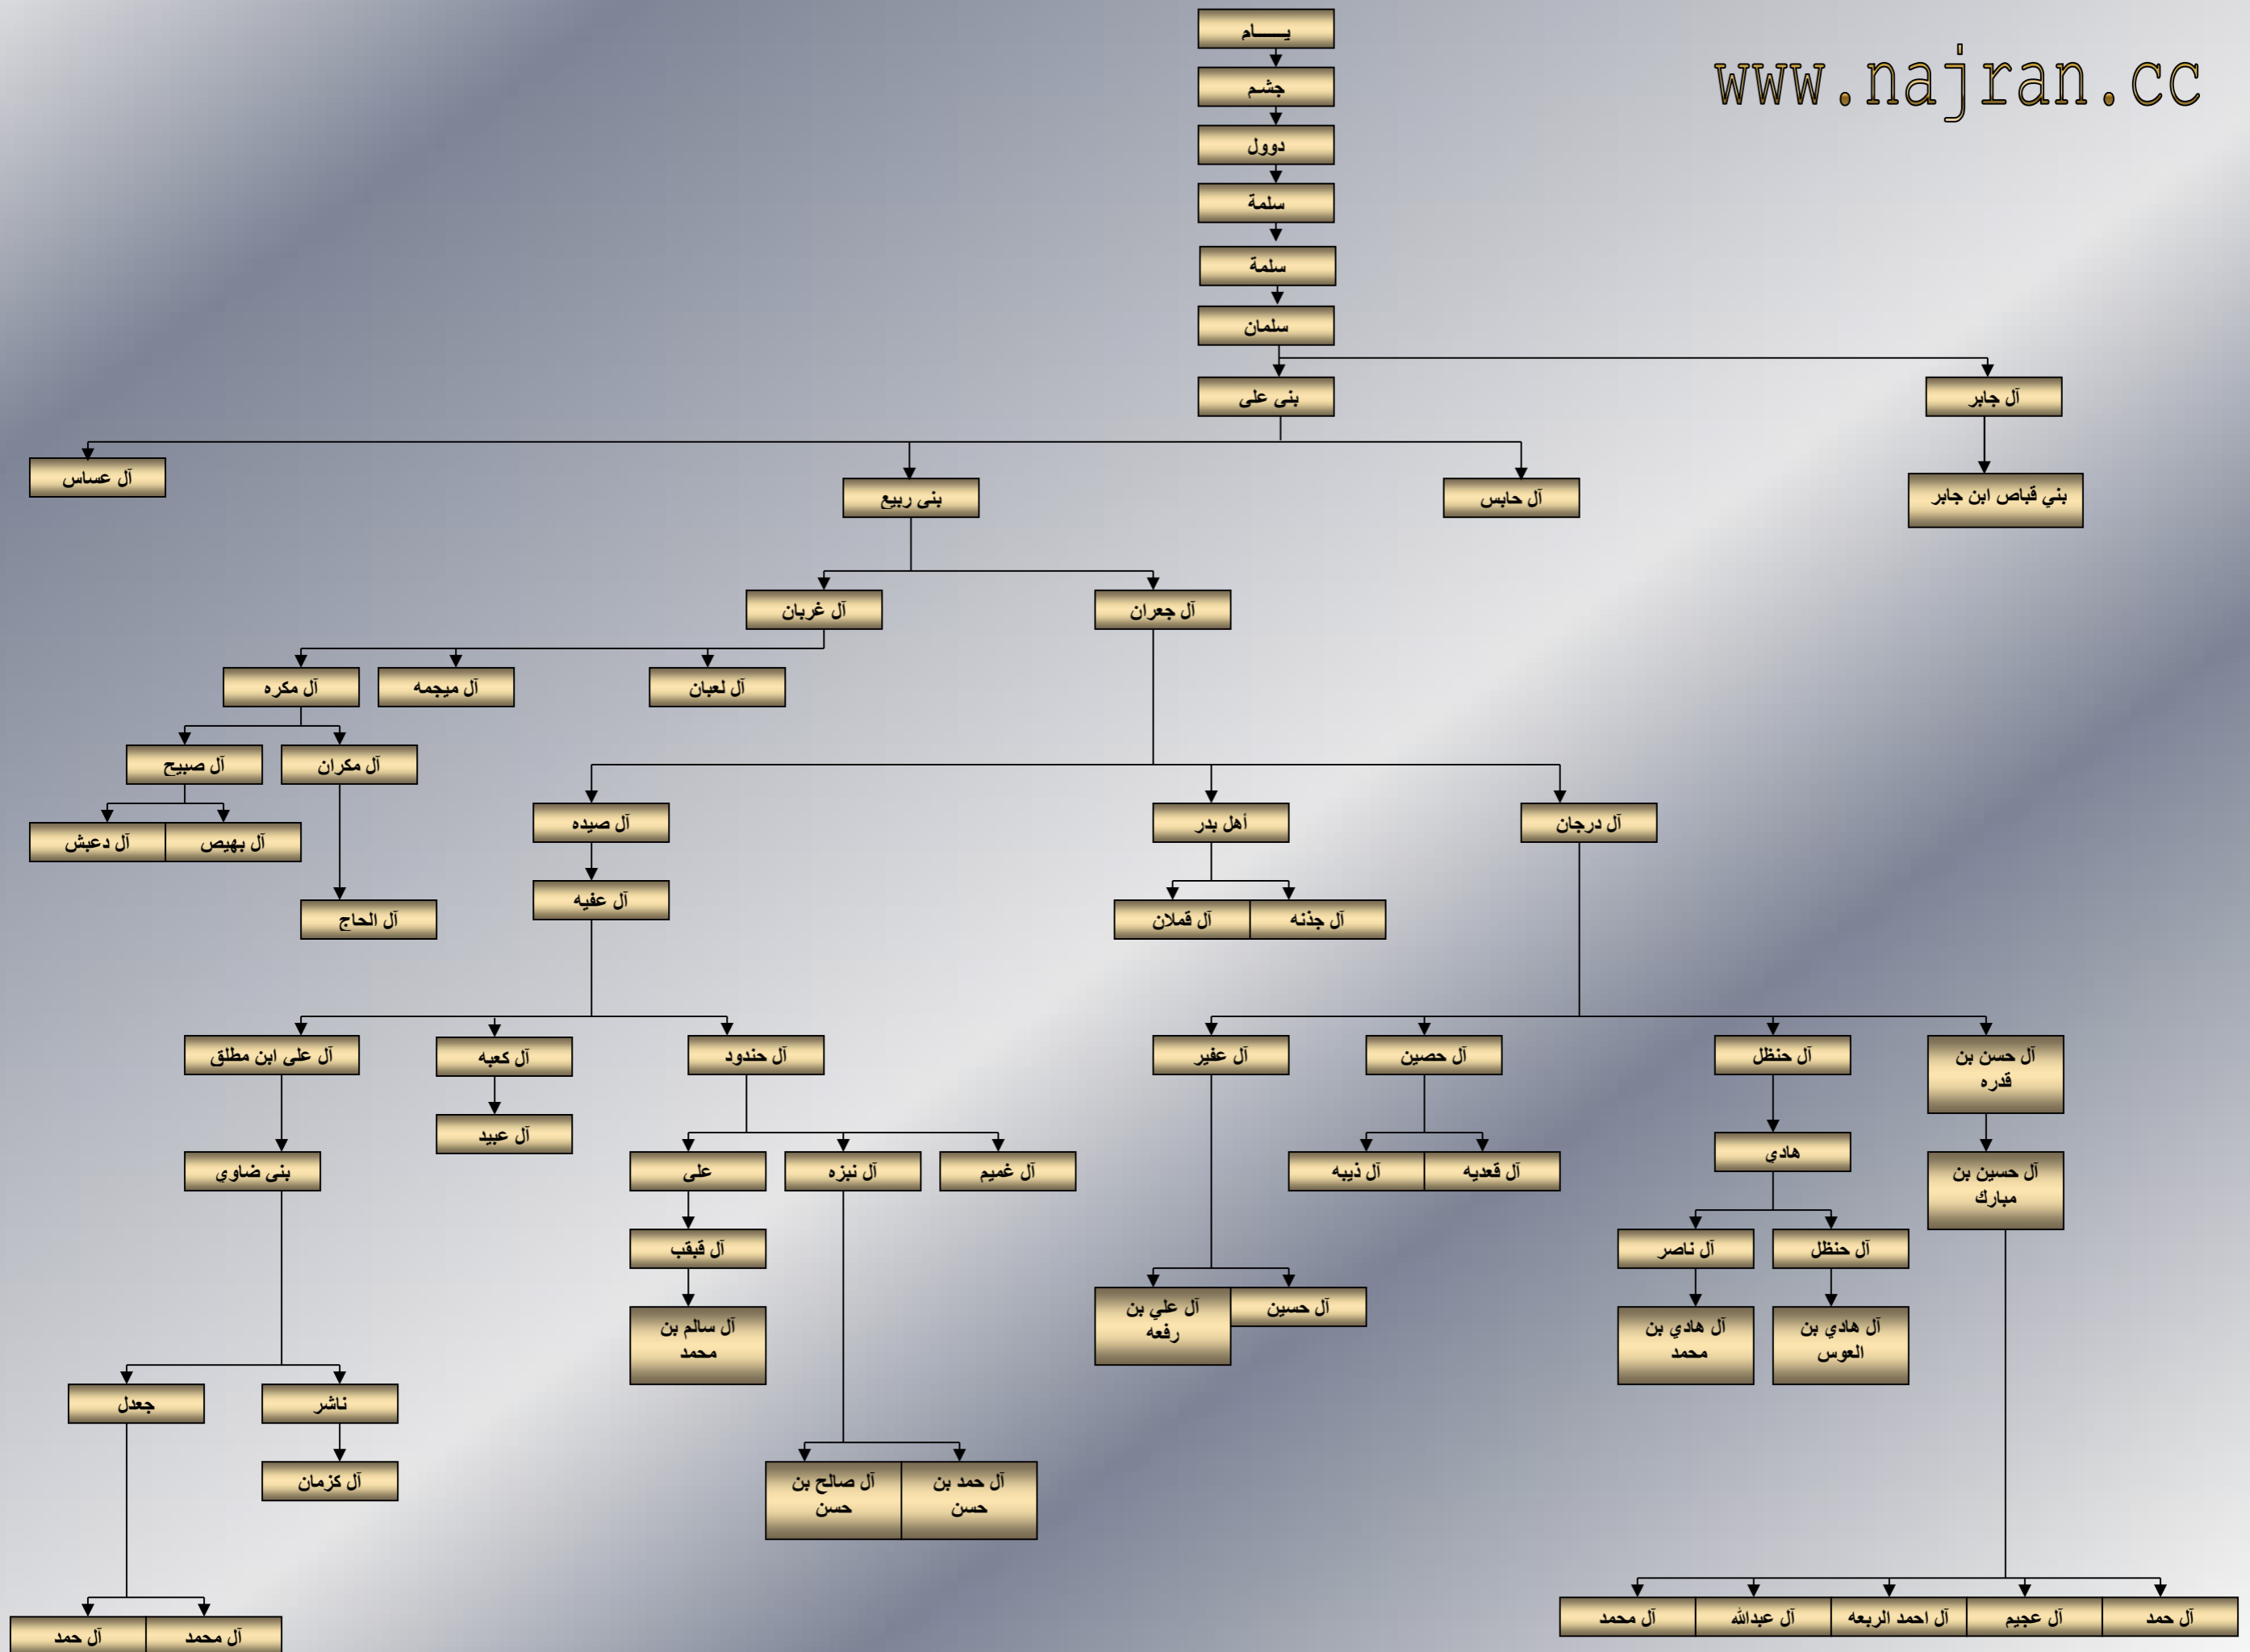 يـــــام
www.najran.cc
جشم
دوول
سلمة
سلمة
سلمان
آل جابر
بنى على
بني قباص ابن جابر
آل حابس
بنى ربيع
آل عساس
آل جعران
آل غربان
آل لعبان
آل ميجمه
آل مكره
آل مكران
آل صبيح
آل درجان
أهل بدر
آل صيده
آل بهيص
آل دعبش
آل جذنه
آل قملان
آل عفيه
آل الحاج
آل حسن بن
قدره
آل حنظل
آل حصين
آل عفير
آل حندود
آل كعبه
آل على ابن مطلق
آل عبيد
آل حسين بن
مبارك
هادي
آل قعديه
آل ذيبه
آل غميم
آل نبزه
على
بنى ضاوي
آل حنظل
آل ناصر
آل قبقب
آل هادي بن
العوس
آل هادي بن
محمد
آل حسين
آل علي بن
رفعه
آل سالم بن
محمد
ناشر
جعدل
آل كزمان
آل حمد بن
حسن
آل صالح بن
حسن
آل حمد
آل عجيم
آل احمد الربعه
آل عبدالله
آل محمد
آل محمد
آل حمد